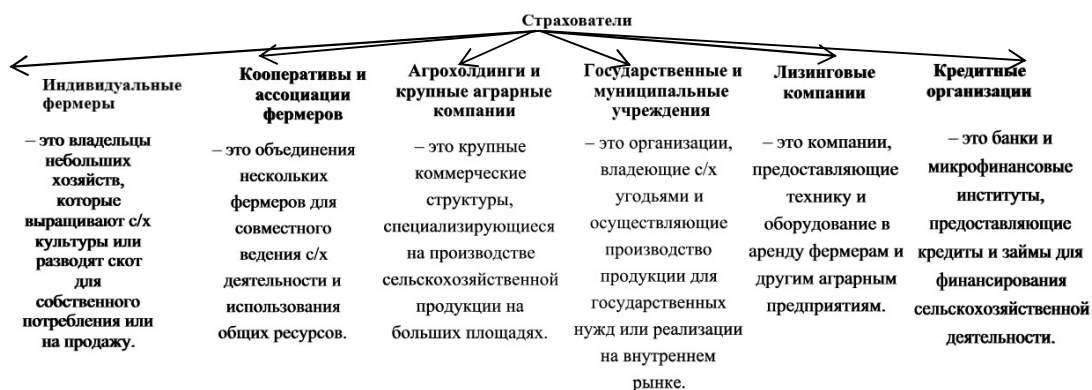 Страхователи
Индивидуальные
фермеры
– это владельцы
небольших
хозяйств,
которые
выращивают с/х
культуры или
разводят скот
для
собственного
потребления или
на продажу.
Кооперативы и
ассоциации
фермеров
– это объединения
нескольких
фермеров для
совместного
ведения с/х
деятельности и
использования
общих ресурсов.
Агрохолдинги и
крупные аграрные
компании
– это крупные
коммерческие
структуры,
специализирующиеся
на производстве
сельскохозяйственной
продукции на
больших площадях.
Государственные и
муниципальные
учреждения
– это организации,
владеющие с/х
угодьями и
осуществляющие
производство
продукции для
государственных
нужд или реализации
на внутреннем
рынке.
Лизинговые
компании
– это компании,
предоставляющие
технику и
оборудование в
аренду фермерам и
другим аграрным
предприятиям.
Кредитные
организации
– это банки и
микрофинансовые
институты,
предоставляющие
кредиты и займы для
финансирования
сельскохозяйственной
деятельности.